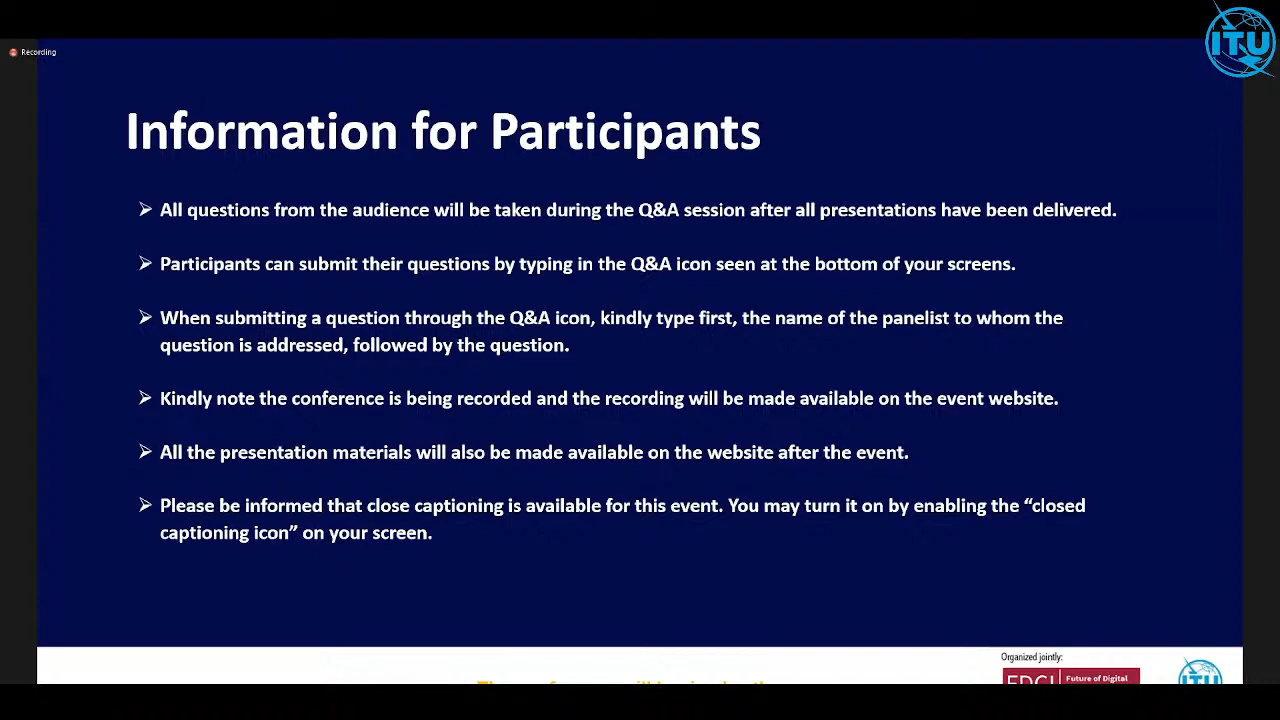 Recording
ITU
Information for Participants
➢ All questions from the audience will be taken during the Q&A session after all presentations have been delivered.
➢ Participants can submit their questions by typing in the Q&A icon seen at the bottom of your screens.
➢ When submitting a question through the Q&A icon, kindly type first, the name of the panelist to whom the
question is addressed, followed by the question.
➢ Kindly note the conference is being recorded and the recording will be made available on the event website.
➢ All the presentation materials will also be made available on the website after the event.
➢ Please be informed that close captioning is available for this event. You may turn it on by enabling the “closed
captioning icon” on your screen.
Organized jointly:
Future of Digital
ITU